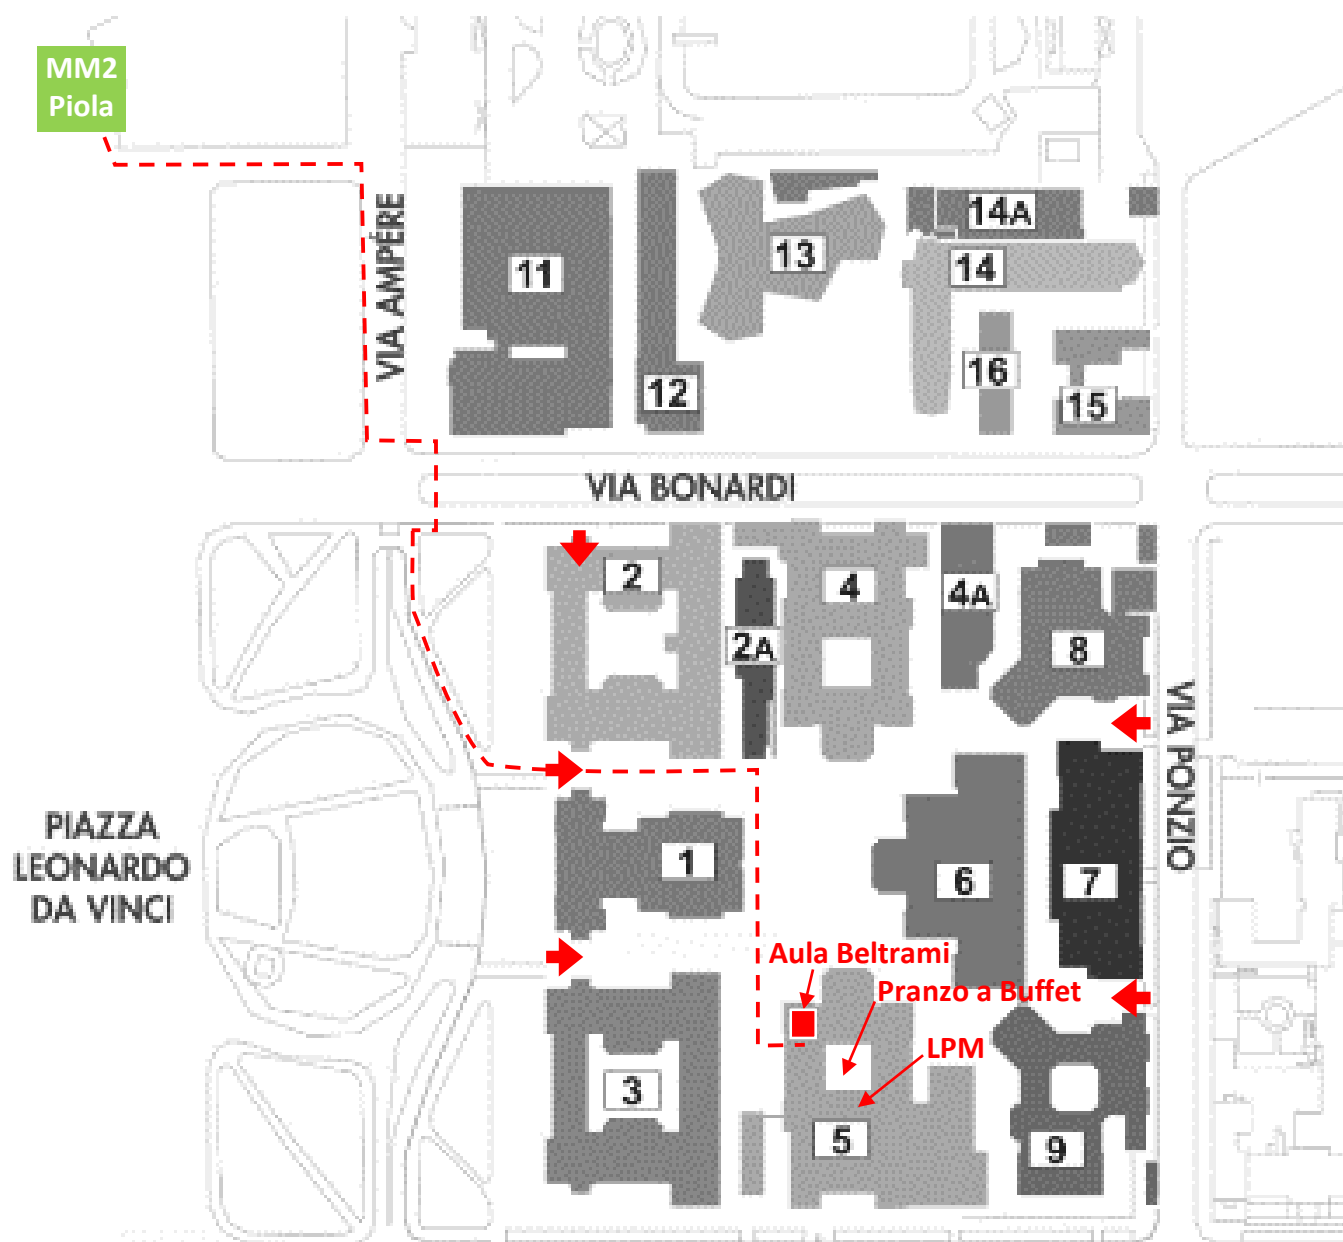 MM2
Piola
VIA AMPÉRE
11
12
13
14A
14
16
15
VIA BONARDI
2
2A
4
4A
8
VIA PONZIO
PIAZZA
LEONARDO
DA VINCI
1
6
7
Aula Beltrami
Pranzo a Buffet
LPM
3
5
9